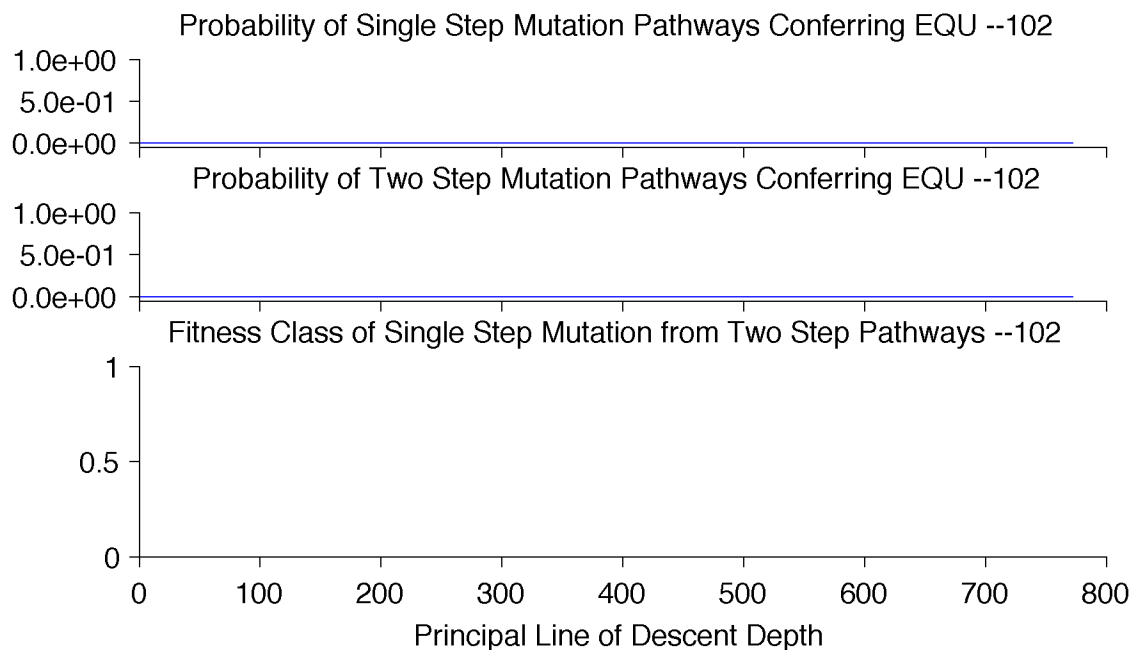 Probability of Single Step Mutation Pathways Conferring EQU --102
1.0e+00
5.0e-01
0.0e+00
Probability of Two Step Mutation Pathways Conferring EQU --102
1.0e+00
5.0e-01
0.0e+00
Fitness Class of Single Step Mutation from Two Step Pathways --102
1
0.5
0
0 100 200 300 400 500 600 700 800
Principal Line of Descent Depth